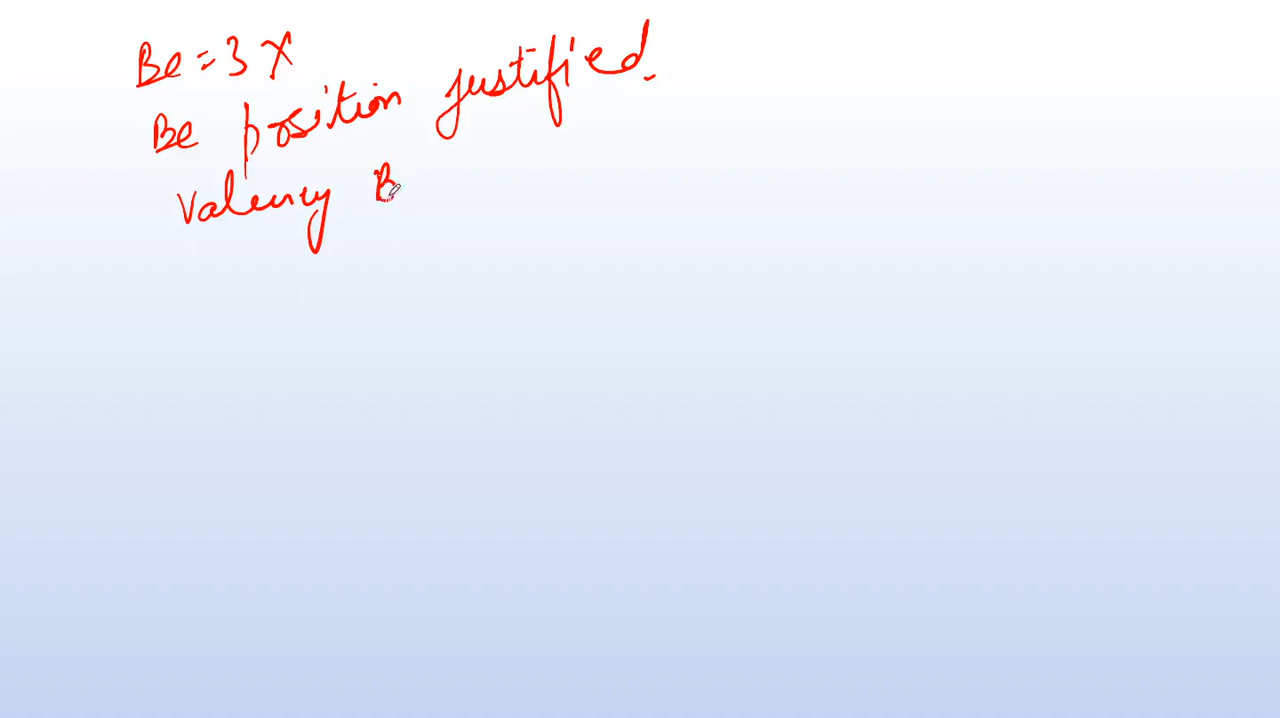 Be = 3 X
Be position justified.
Valency B